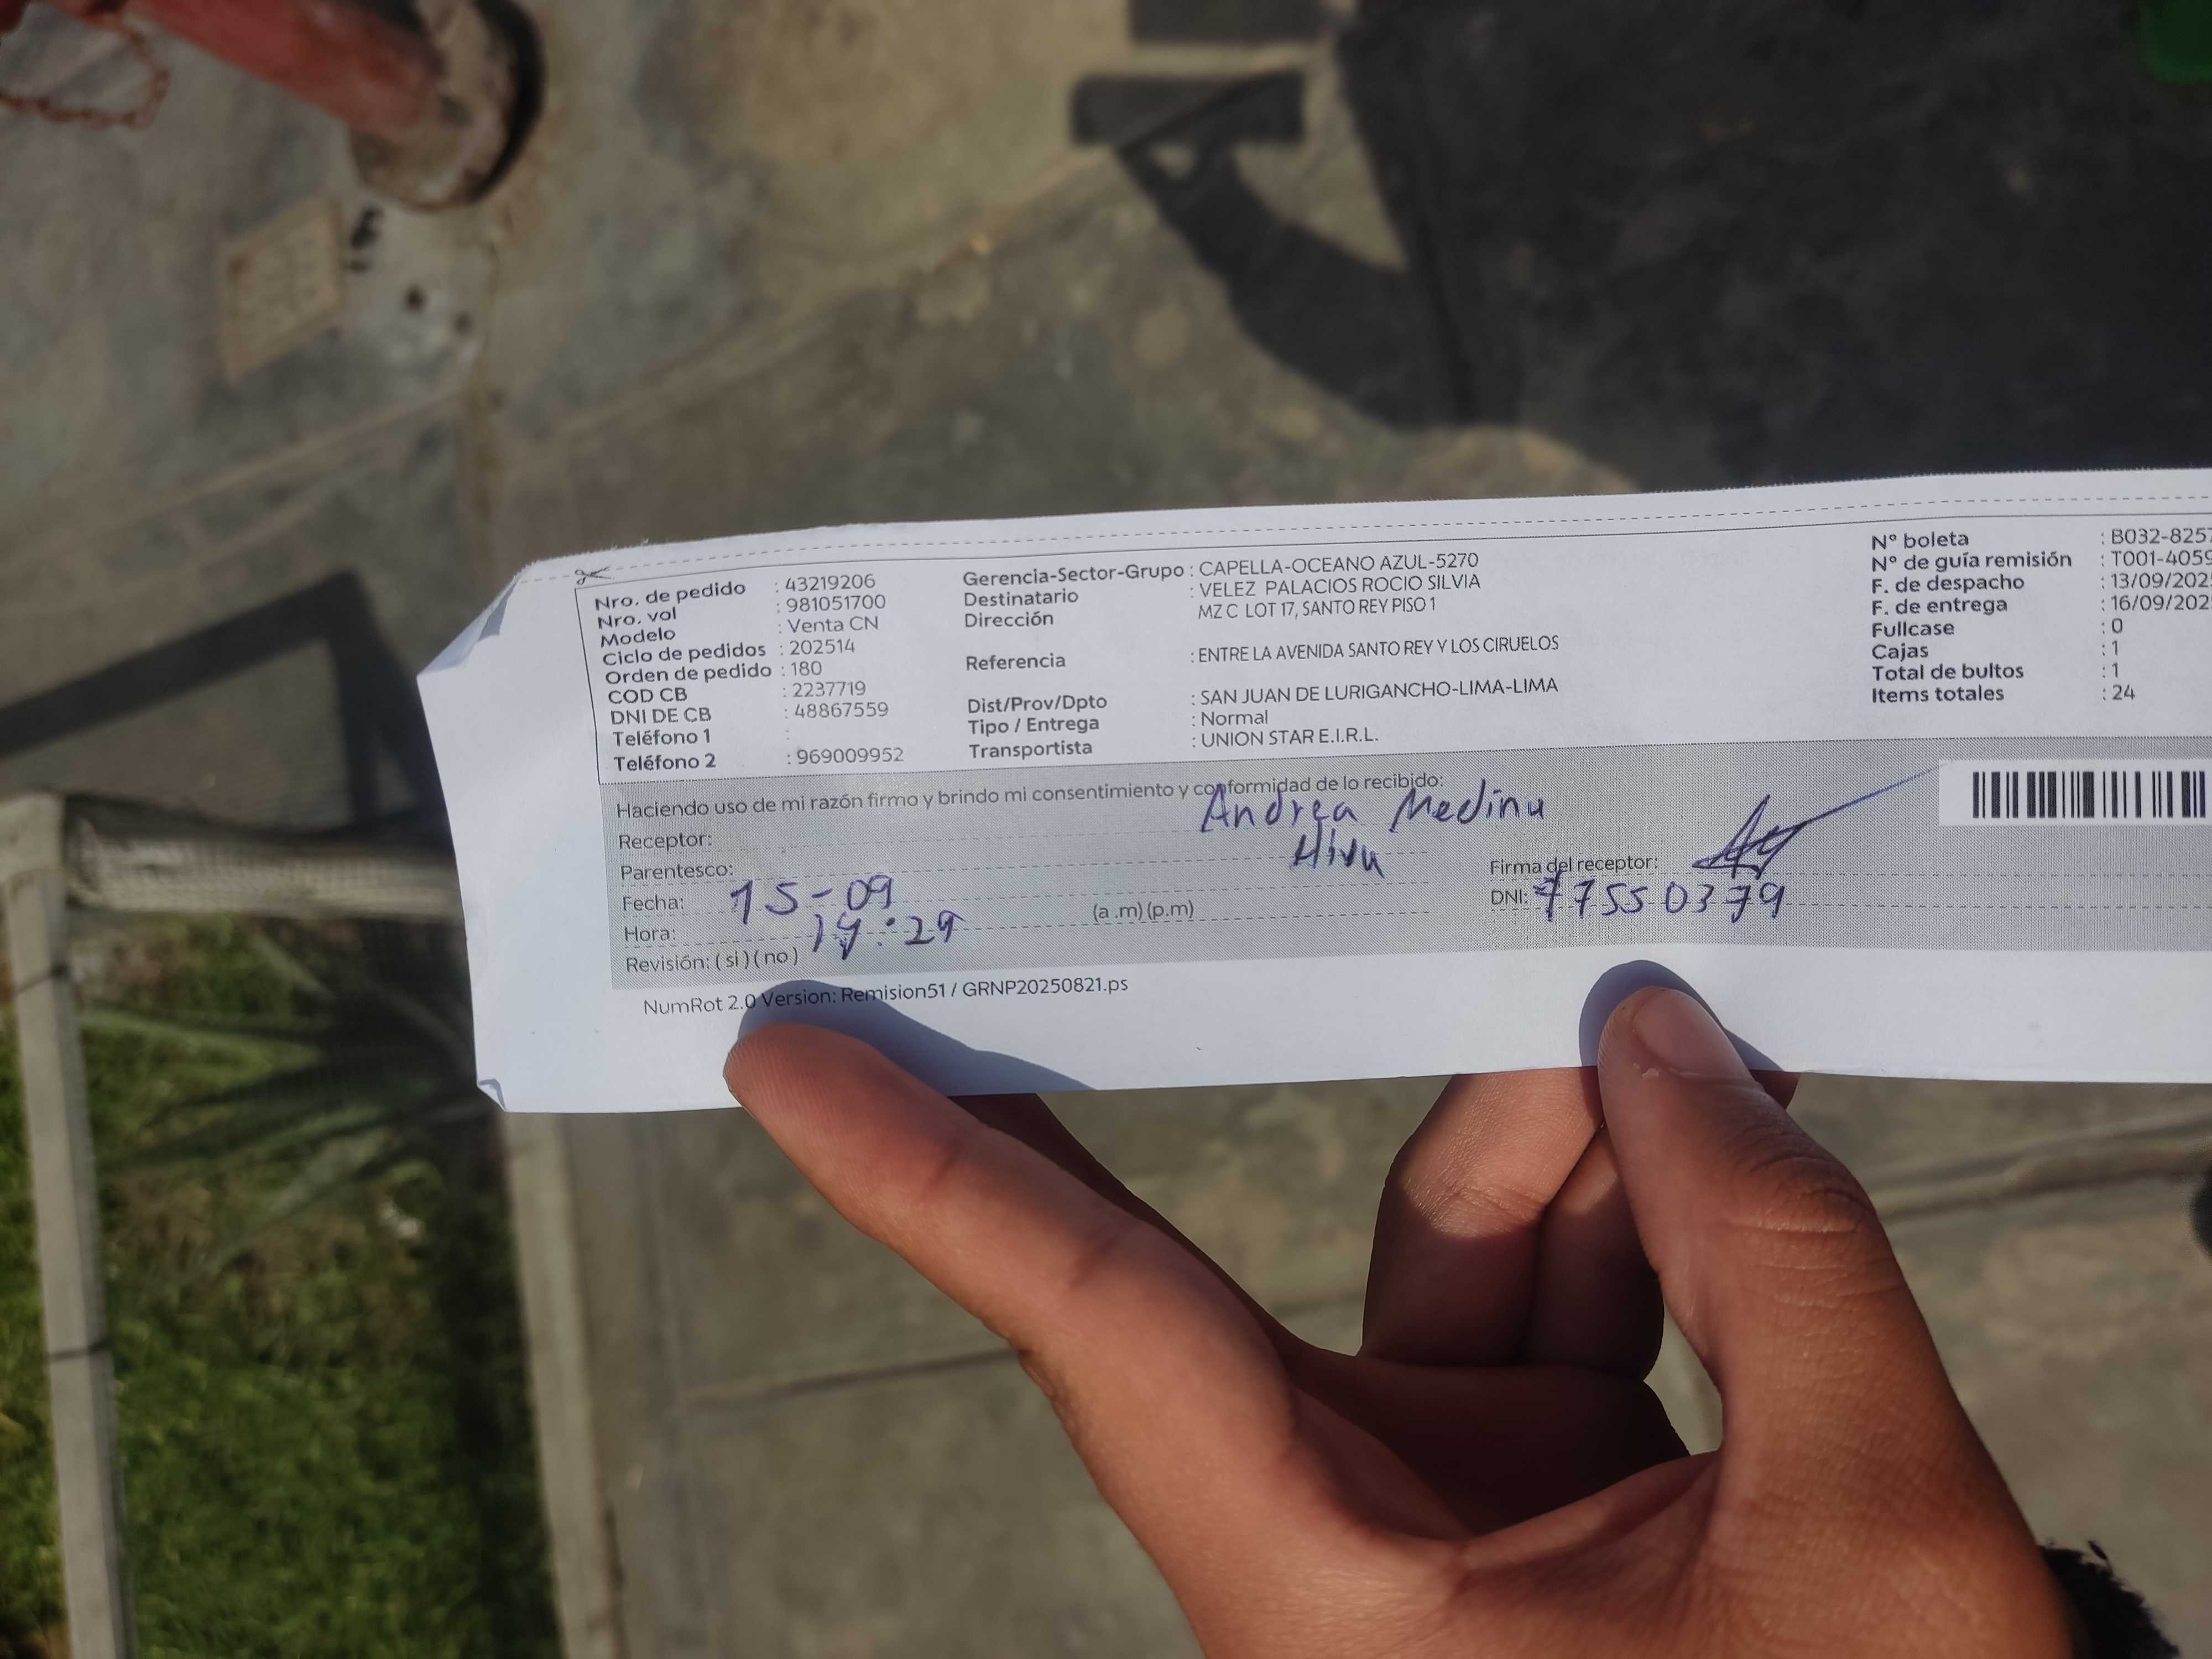 Nro. de pedido : 43219206
Nro. vol : 981051700
Modelo : Venta CN
Ciclo de pedidos : 202514
Orden de pedido : 180
COD CB : 2237719
DNI DE CB : 48867559
Teléfono 1 :
Teléfono 2 : 969009952
Gerencia-Sector-Grupo : CAPELLA-OCEANO AZUL-5270
Destinatario : VELEZ PALACIOS ROCIO SILVIA
Dirección MZ C LOT 17, SANTO REY PISO 1
Referencia : ENTRE LA AVENIDA SANTO REY Y LOS CIRUELOS
Dist/Prov/Dpto : SAN JUAN DE LURIGANCHO-LIMA-LIMA
Tipo / Entrega : Normal
Transportista : UNION STAR E.I.R.L.
Nº boleta : B032-8257
Nº de guía remisión : T001-4059
F. de despacho : 13/09/202
F. de entrega : 16/09/202
Fullcase : 0
Cajas : 1
Total de bultos : 1
Items totales : 24
Haciendo uso de mi razón firmo y brindo mi consentimiento y conformidad de lo recibido:
Receptor: Andrea Medina
Parentesco:
Fecha: 15-09
Hora: :29 (a .m) (p.m)
Revisión: ( si ) ( no )
Firma del receptor:
DNI: 77550379
NumRot 2.0 Version: Remision51 / GRNP20250821.ps